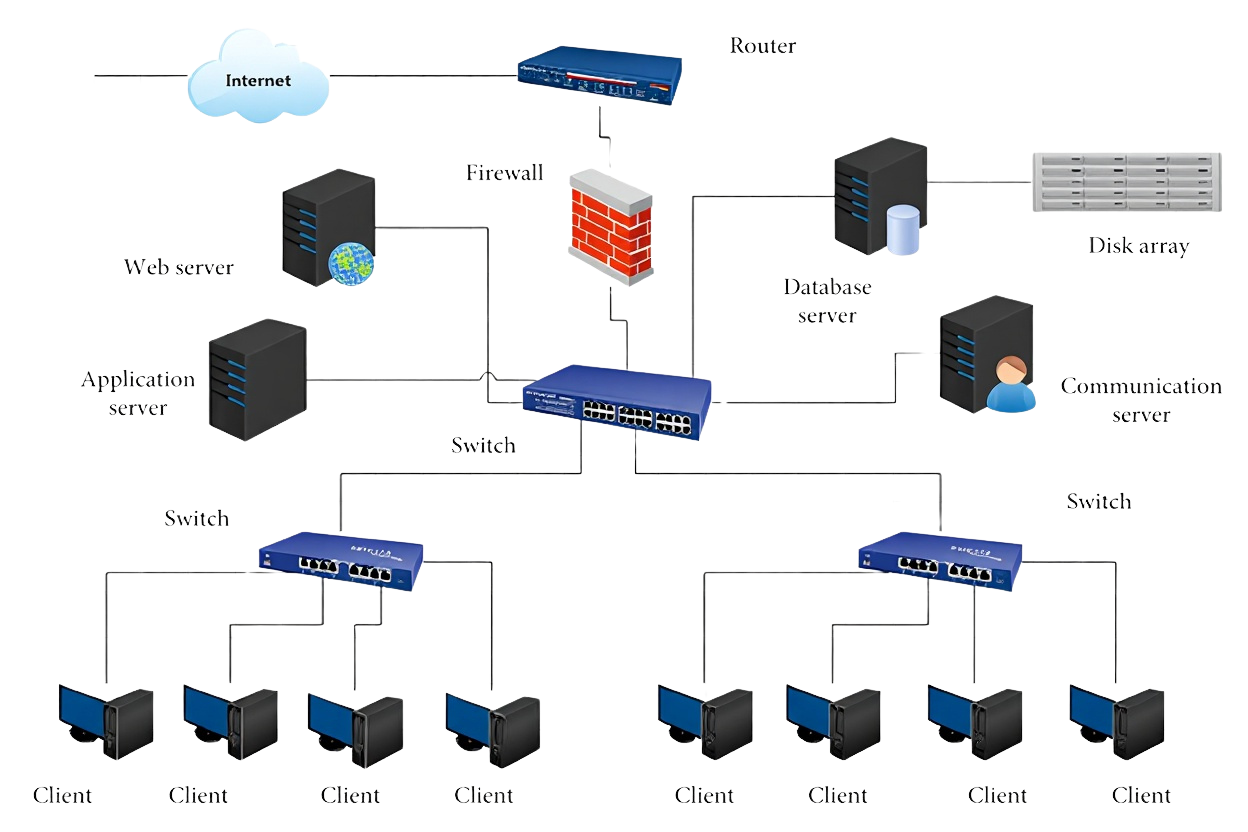 Router
Internet
Firewall
Web server
Disk array
Database
server
Application
server
Communication
server
Switch
Switch
Switch
Client
Client
Client
Client
Client
Client
Client
Client